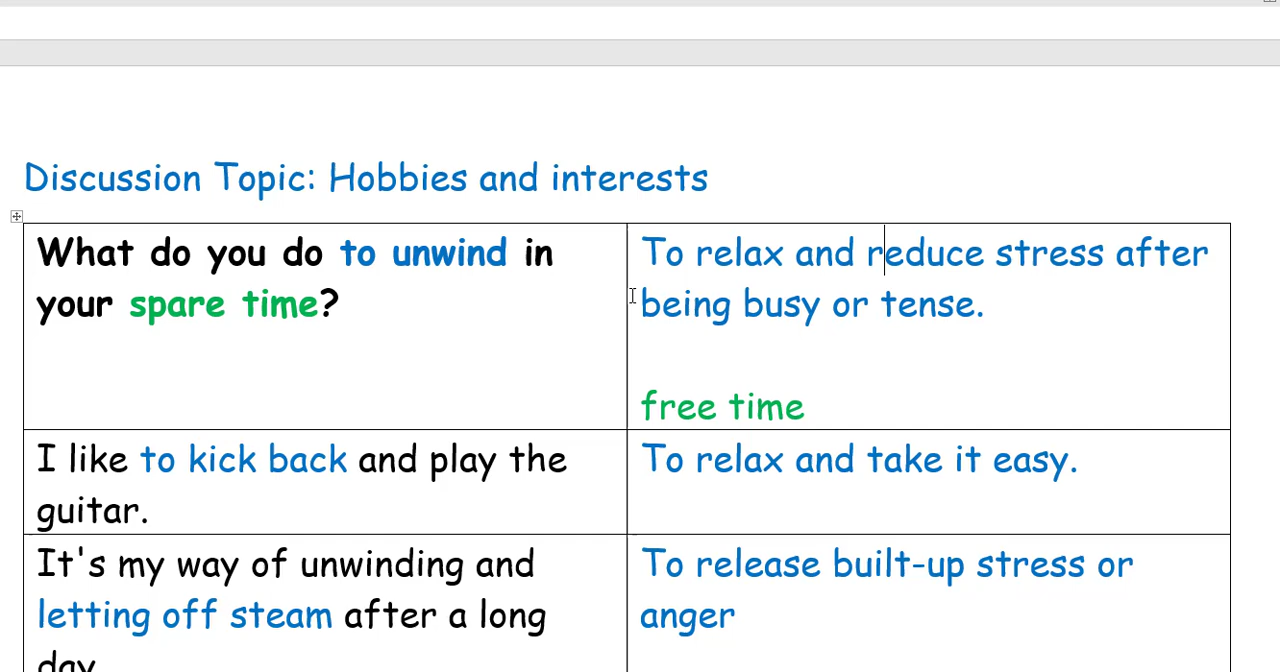 Discussion Topic: Hobbies and interests
What do you do to unwind in
your spare time?
To relax and reduce stress after
being busy or tense.
free time
I like to kick back and play the
guitar.
To relax and take it easy.
It's my way of unwinding and
letting off steam after a long
day.
To release built-up stress or
anger